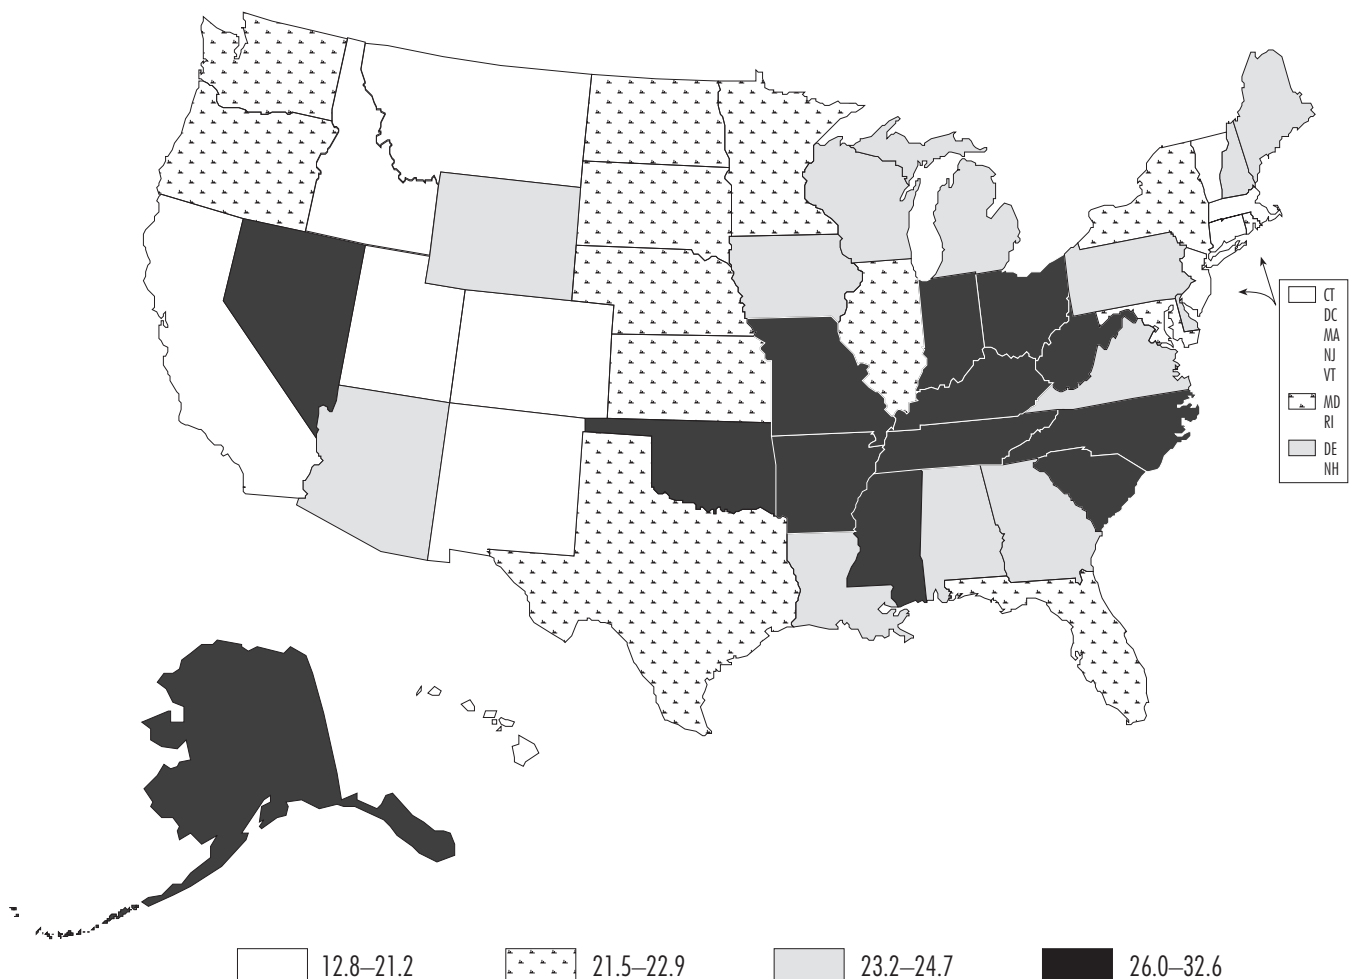 CT
DC
MA
NJ
VT
MD
RI
DE
NH
12.8–21.2
21.5–22.9
23.2–24.7
26.0–32.6